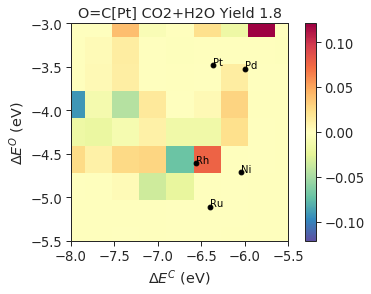 O=C[Pt] CO2+H2O Yield 1.8
−3.0
−3.5
−4.0
−4.5
−5.0
−5.5
ΔE^O (eV)
Pt
Pd
Rh
Ni
Ru
−8.0 −7.5 −7.0 −6.5 −6.0 −5.5
ΔE^C (eV)
0.10
0.05
0.00
−0.05
−0.10